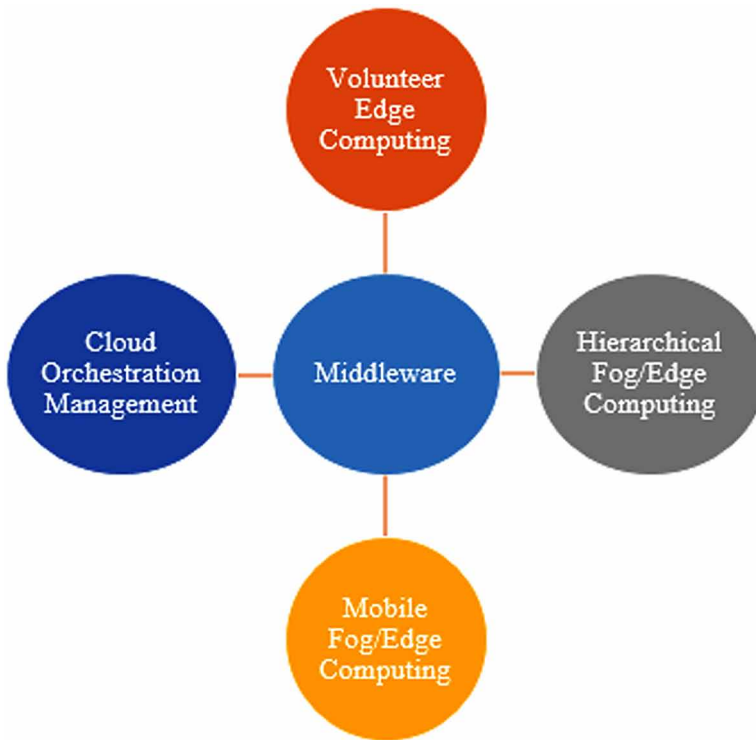 Volunteer
Edge
Computing
Cloud
Orchestration
Management
Middleware
Hierarchical
Fog/Edge
Computing
Mobile
Fog/Edge
Computing